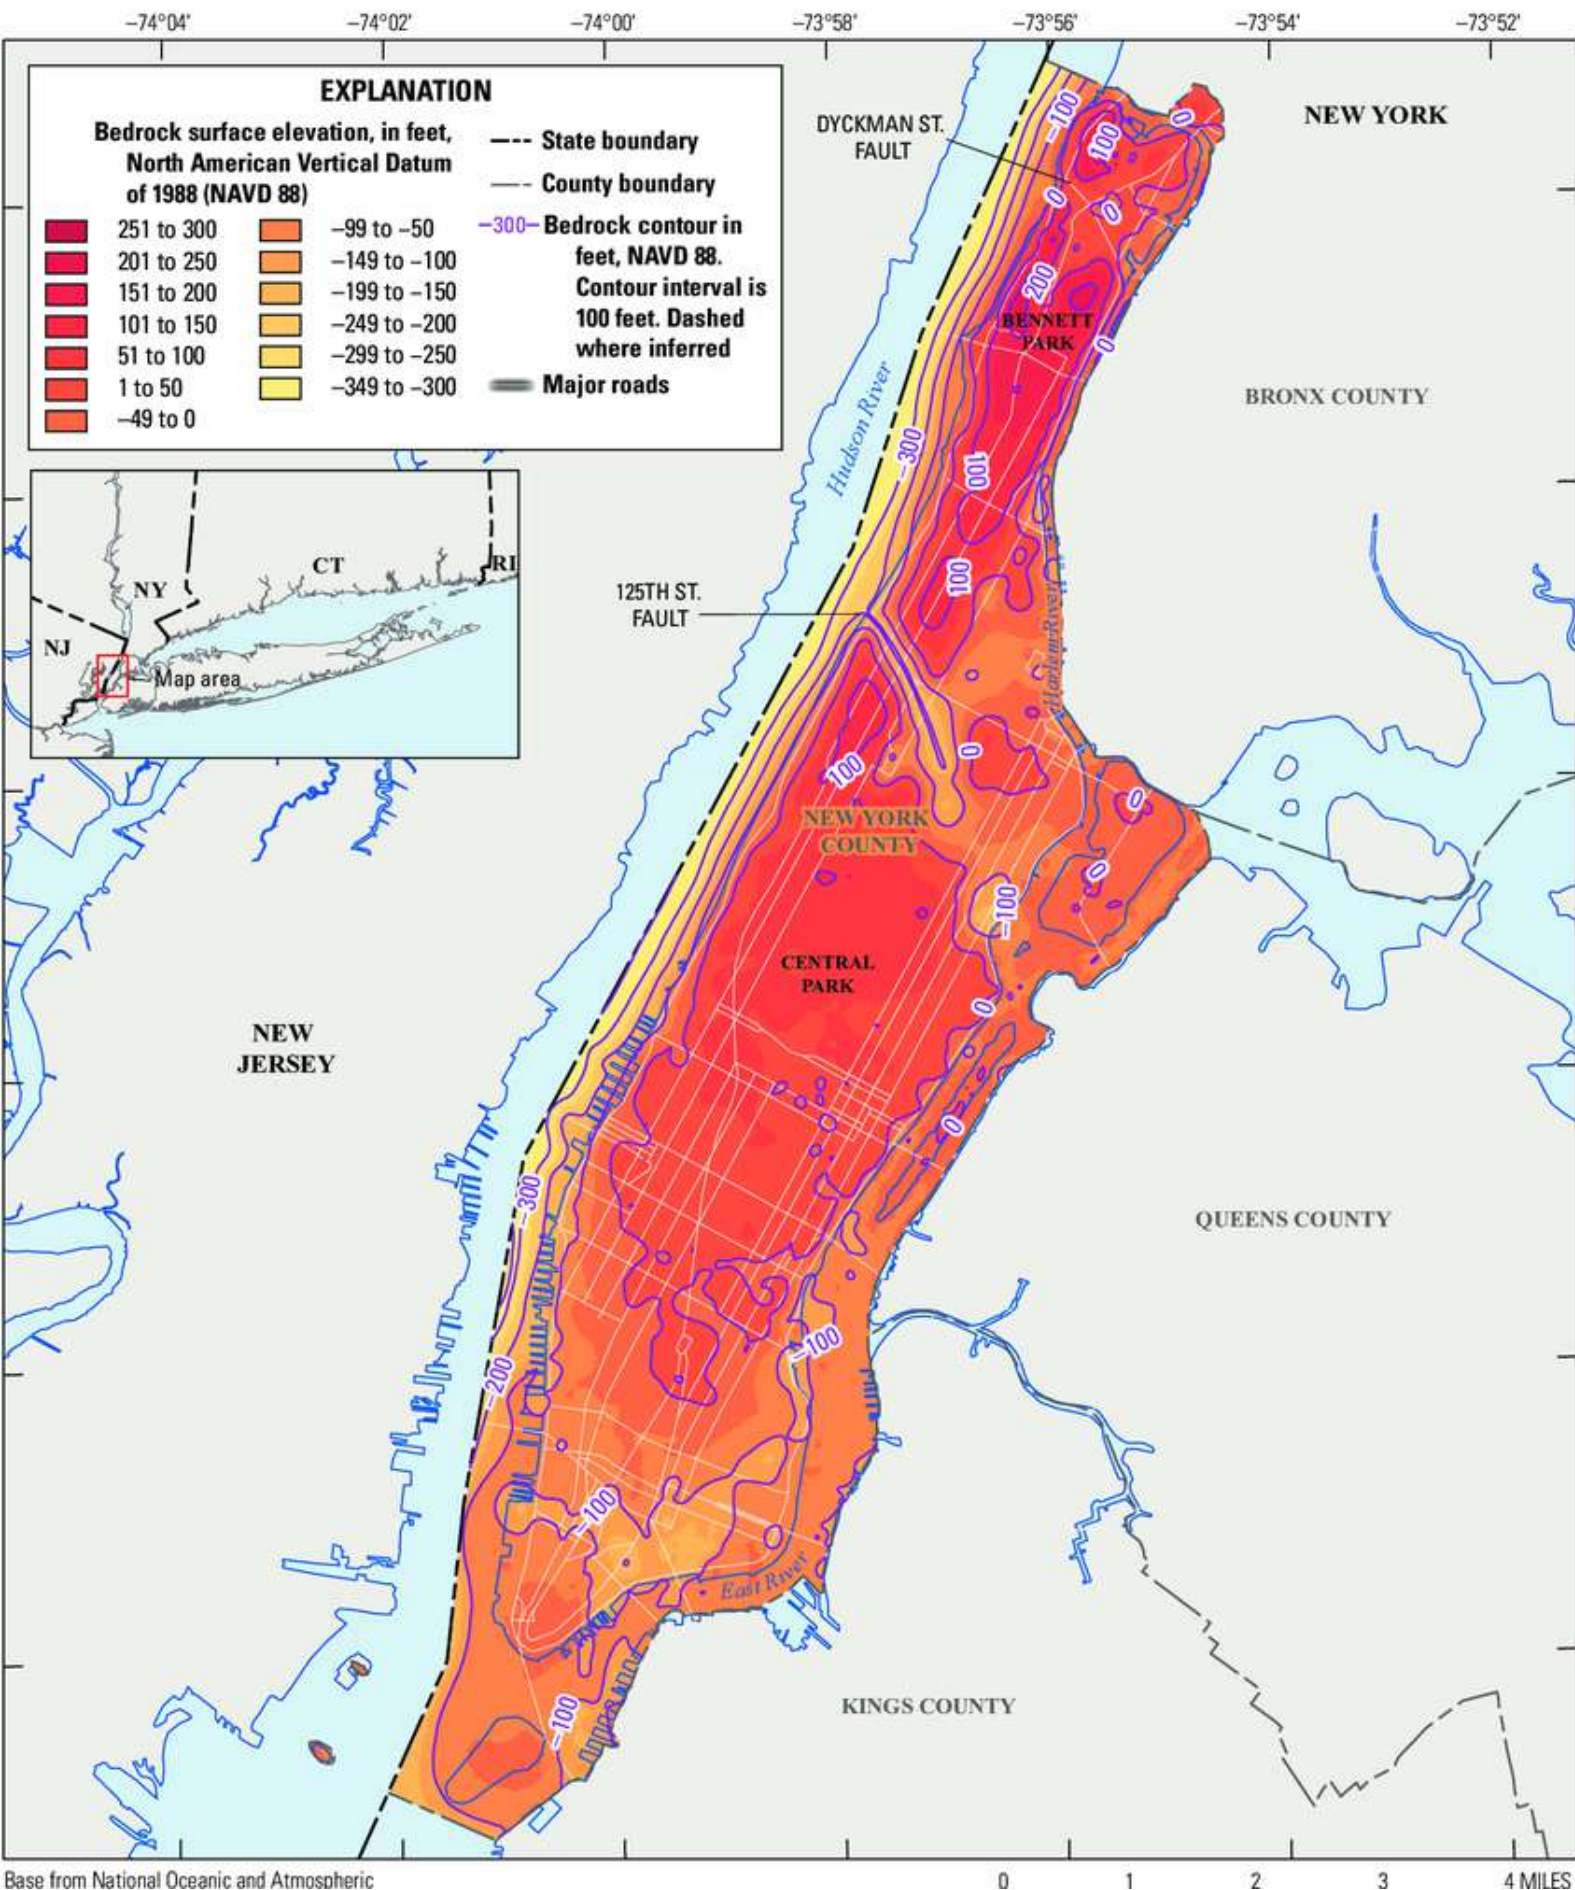 −74°04' −74°02' −74°00' −73°58' −73°56' −73°54' −73°52'
EXPLANATION
Bedrock surface elevation, in feet,
North American Vertical Datum
of 1988 (NAVD 88)
251 to 300
201 to 250
151 to 200
101 to 150
51 to 100
1 to 50
−49 to 0
−99 to −50
−149 to −100
−199 to −150
−249 to −200
−299 to −250
−349 to −300
State boundary
County boundary
−300− Bedrock contour in
feet, NAVD 88.
Contour interval is
100 feet. Dashed
where inferred
Major roads
CT
RI
NY
NJ
Map area
DYCKMAN ST.
FAULT
NEW YORK
−100
100
0
0
0
200
BENNETT
PARK
0
BRONX COUNTY
Hudson River
−300
100
100
125TH ST.
FAULT
Harlem River
0
100
0
NEW YORK
COUNTY
0
−100
CENTRAL
PARK
0
NEW
JERSEY
0
−300
QUEENS COUNTY
−100
−200
−100
East River
KINGS COUNTY
−100
Base from National Oceanic and Atmospheric
0 1 2 3 4 MILES